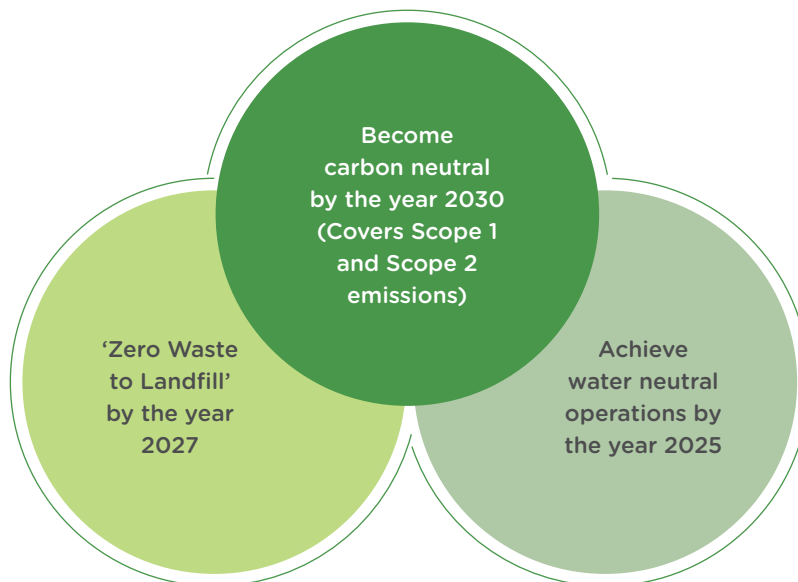 Become
carbon neutral
by the year 2030
(Covers Scope 1
and Scope 2
emissions)
‘Zero Waste
to Landfill’
by the year
2027
Achieve
water neutral
operations by
the year 2025